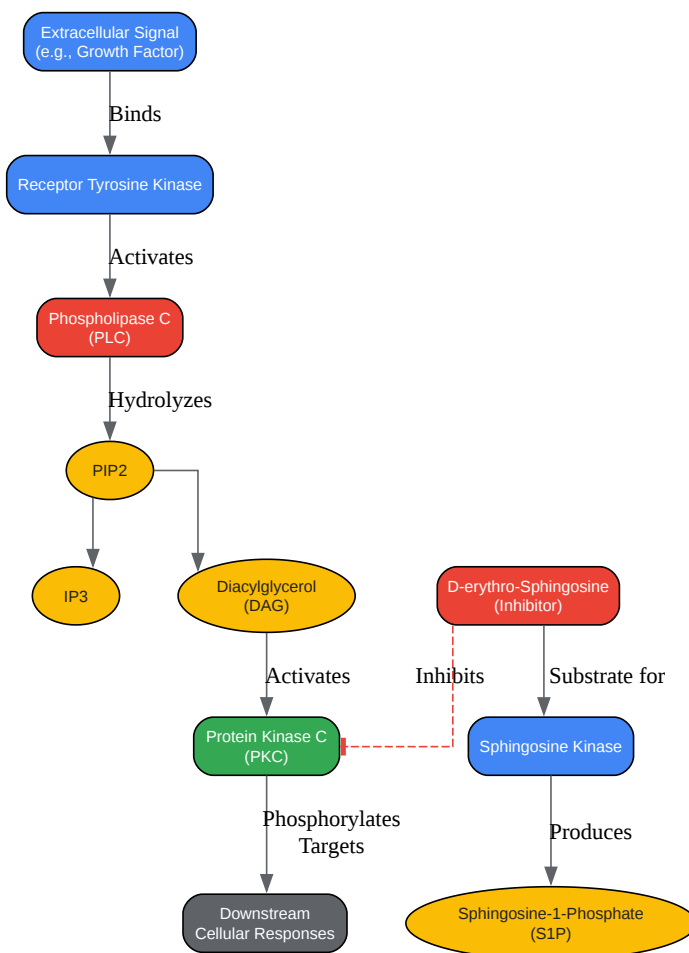 Extracellular Signal
(e.g., Growth Factor)
Binds
Receptor Tyrosine Kinase
Activates
Phospholipase C
(PLC)
Hydrolyzes
PIP2
IP3
Diacylglycerol
(DAG)
D-erythro-Sphingosine
(Inhibitor)
Activates
Inhibits
Substrate for
Protein Kinase C
(PKC)
Sphingosine Kinase
Phosphorylates
Targets
Produces
Downstream
Cellular Responses
Sphingosine-1-Phosphate
(S1P)